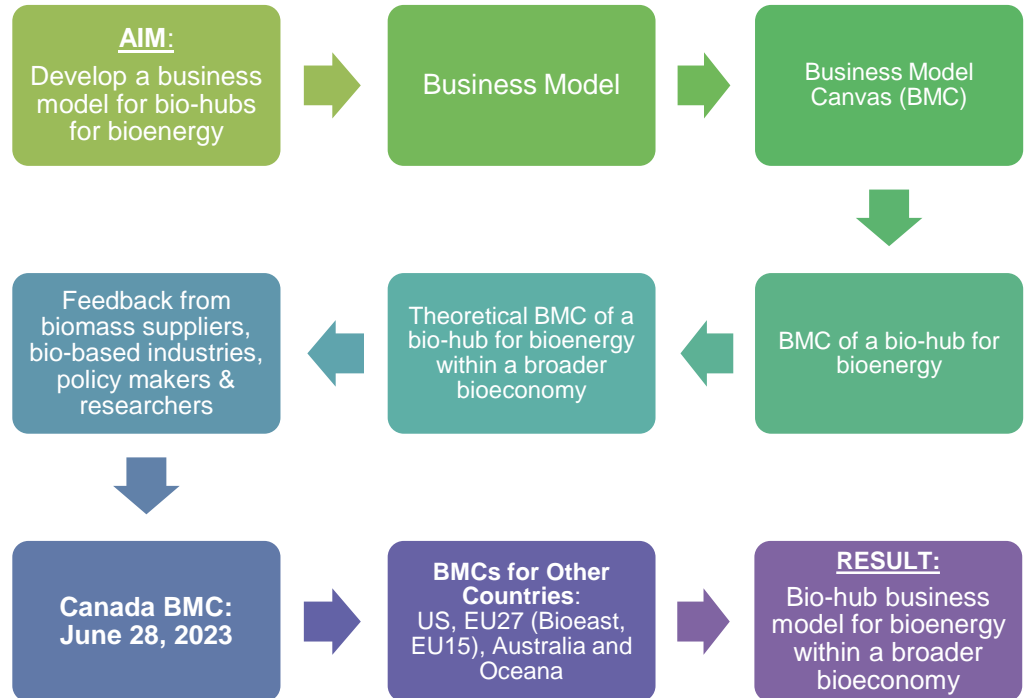 AIM:
Develop a business
model for bio-hubs
for bioenergy
Business Model
Business Model
Canvas (BMC)
BMC of a bio-hub for
bioenergy
Theoretical BMC of a
bio-hub for bioenergy
within a broader
bioeconomy
Feedback from
biomass suppliers,
bio-based industries,
policy makers &
researchers
Canada BMC:
June 28, 2023
BMCs for Other
Countries:
US, EU27 (Bioeast,
EU15), Australia and
Oceana
RESULT:
Bio-hub business
model for bioenergy
within a broader
bioeconomy